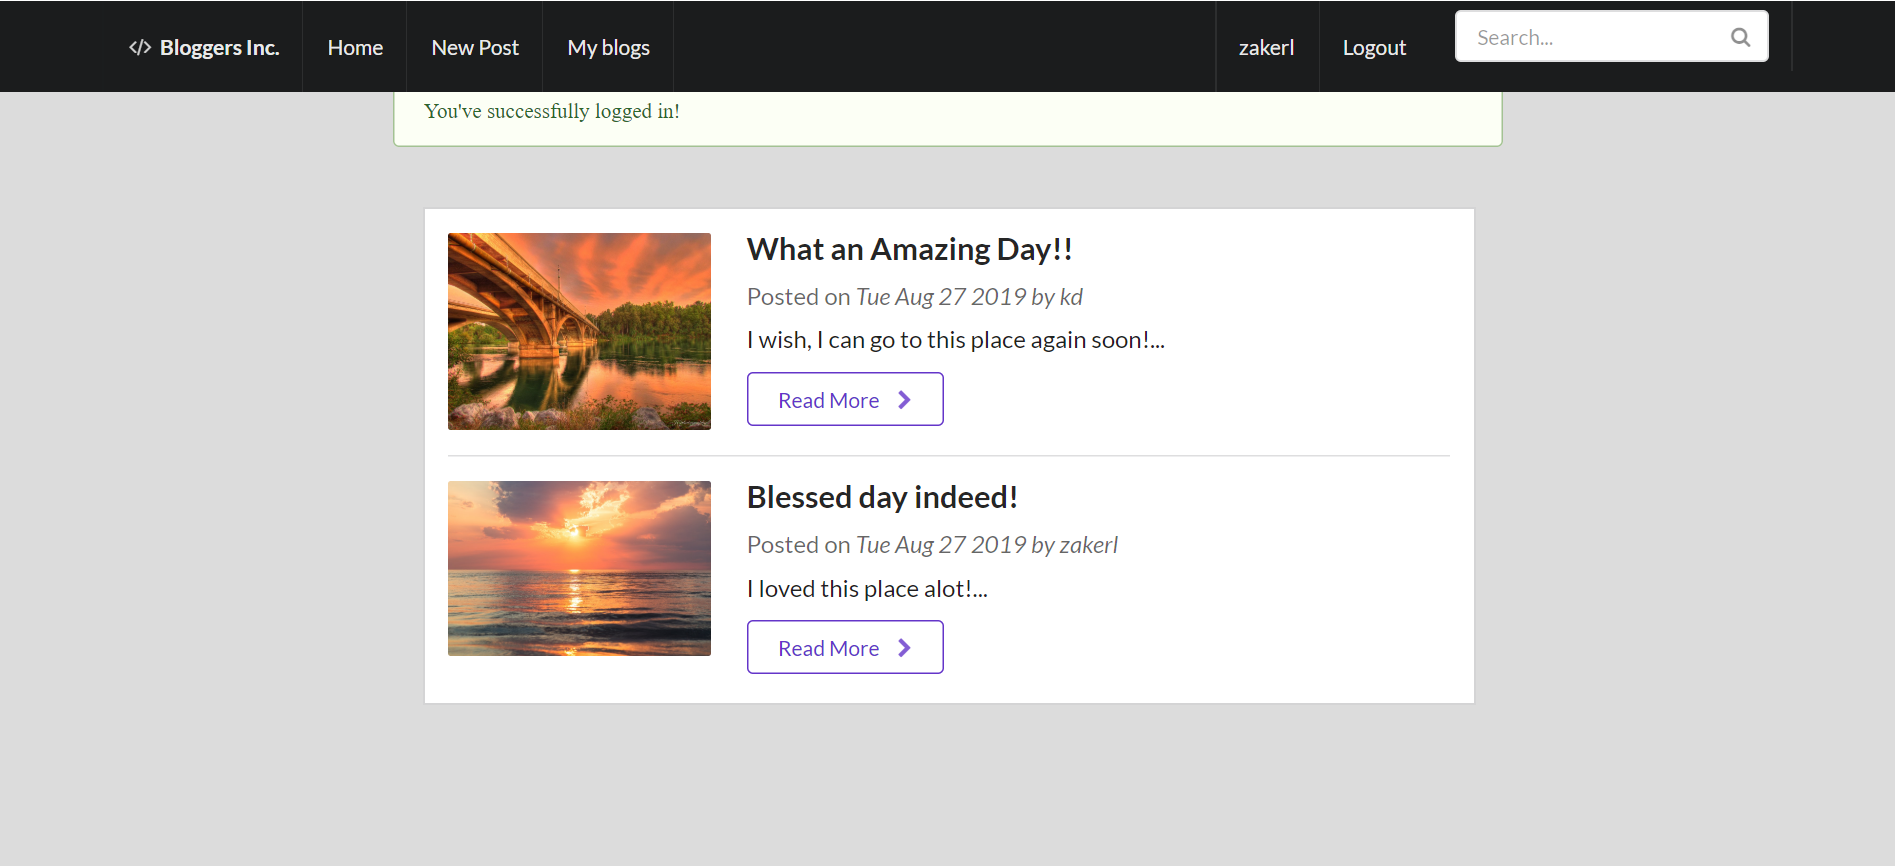 </> Bloggers Inc. Home New Post My blogs zakerl Logout Search...
You've successfully logged in!
What an Amazing Day!!
Posted on Tue Aug 27 2019 by kd
I wish, I can go to this place again soon!...
Read More
Blessed day indeed!
Posted on Tue Aug 27 2019 by zakerl
I loved this place alot!...
Read More